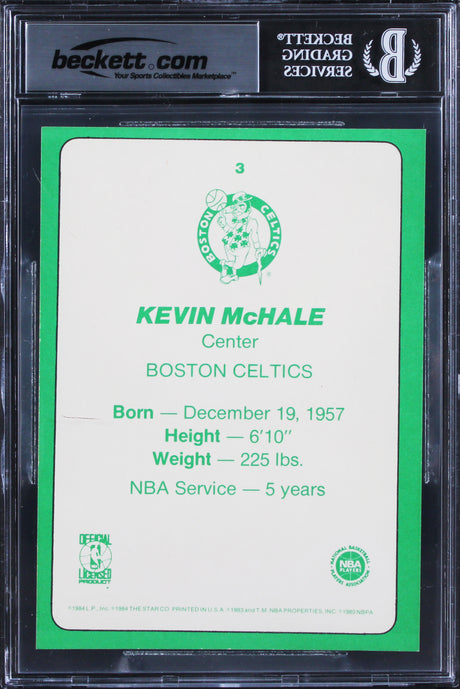 beckett.com
Your Sports Collectibles Marketplace™
BECKETT
GRADING
SERVICES
B
3
BOSTON CELTICS
KEVIN McHALE
Center
BOSTON CELTICS
Born — December 19, 1957
Height — 6'10"
Weight — 225 lbs.
NBA Service — 5 years
OFFICIAL
LICENSED
PRODUCT
NATIONAL BASKETBALL
NBA
PLAYERS
PLAYERS ASSOCIATION
©1984 L.P., Inc. ©1984 THE STAR CO. PRINTED IN U.S.A. ©1983 and T.M. NBA PROPERTIES, INC. ©1980 NBPA